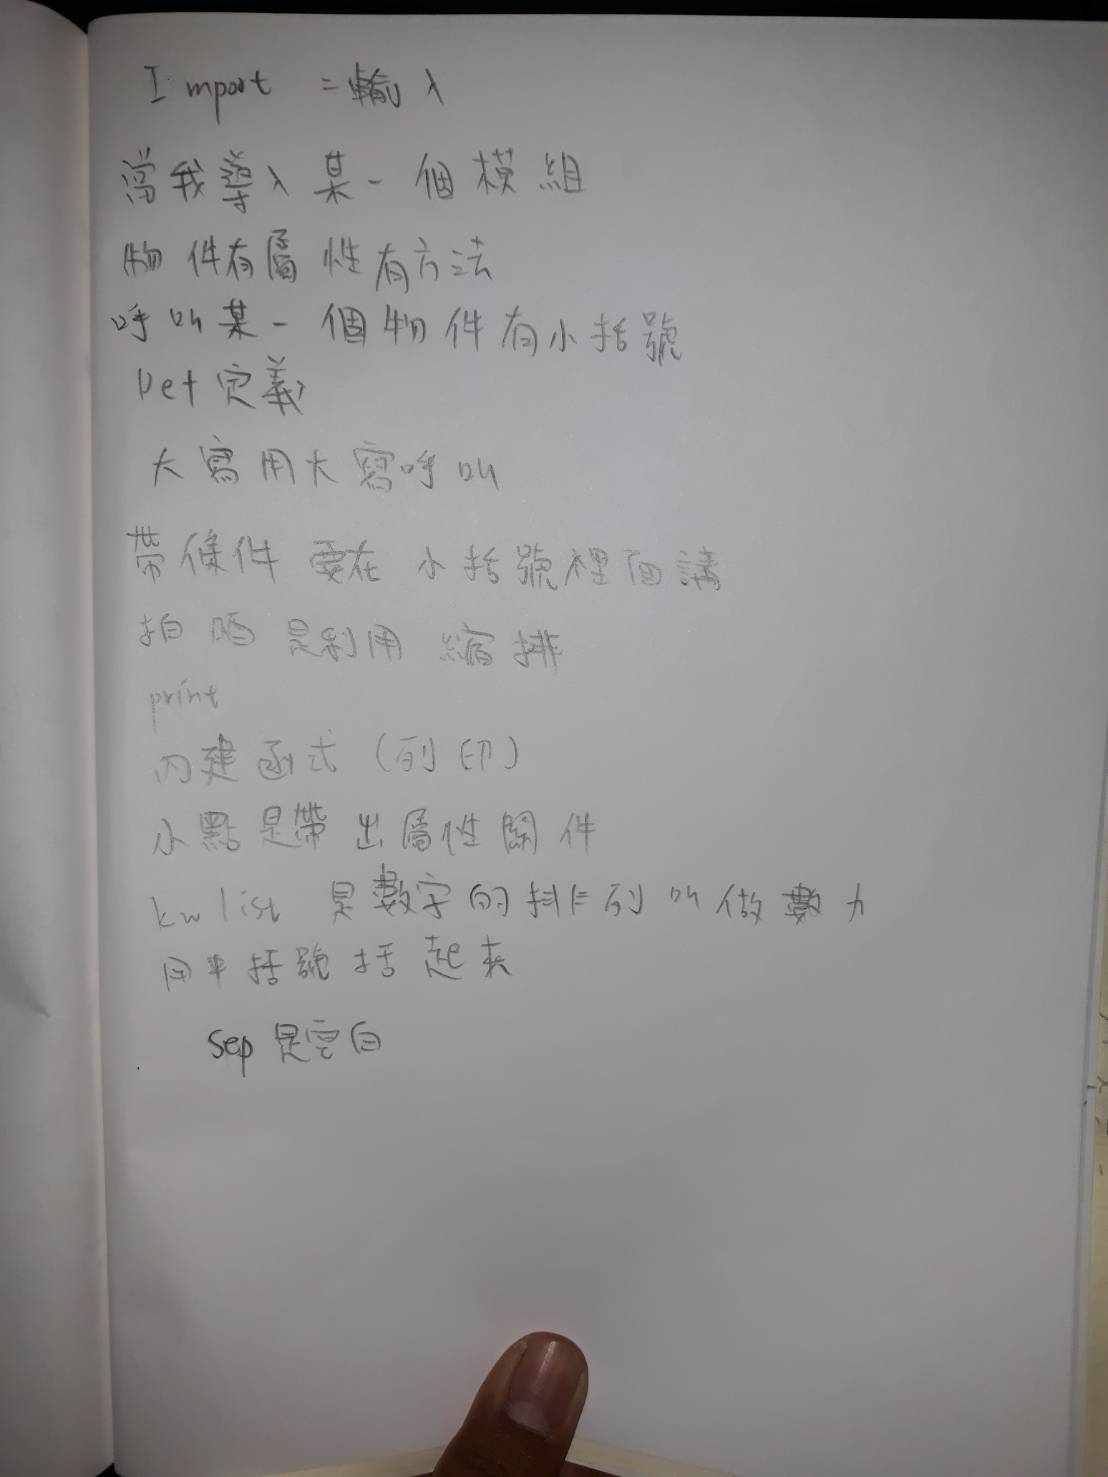 Import = 輸入
當我導入某一個模組
物件有屬性有方法
呼叫某一個物件有小括號
Def 定義
大寫用大寫呼叫
帶條件要在小括號裡面講
拍晒是利用縮排
print
內建函式(列印)
小點是帶出屬性關件
kwlist 是數字的排列叫做數力
用中括號括起來
sep 是空白